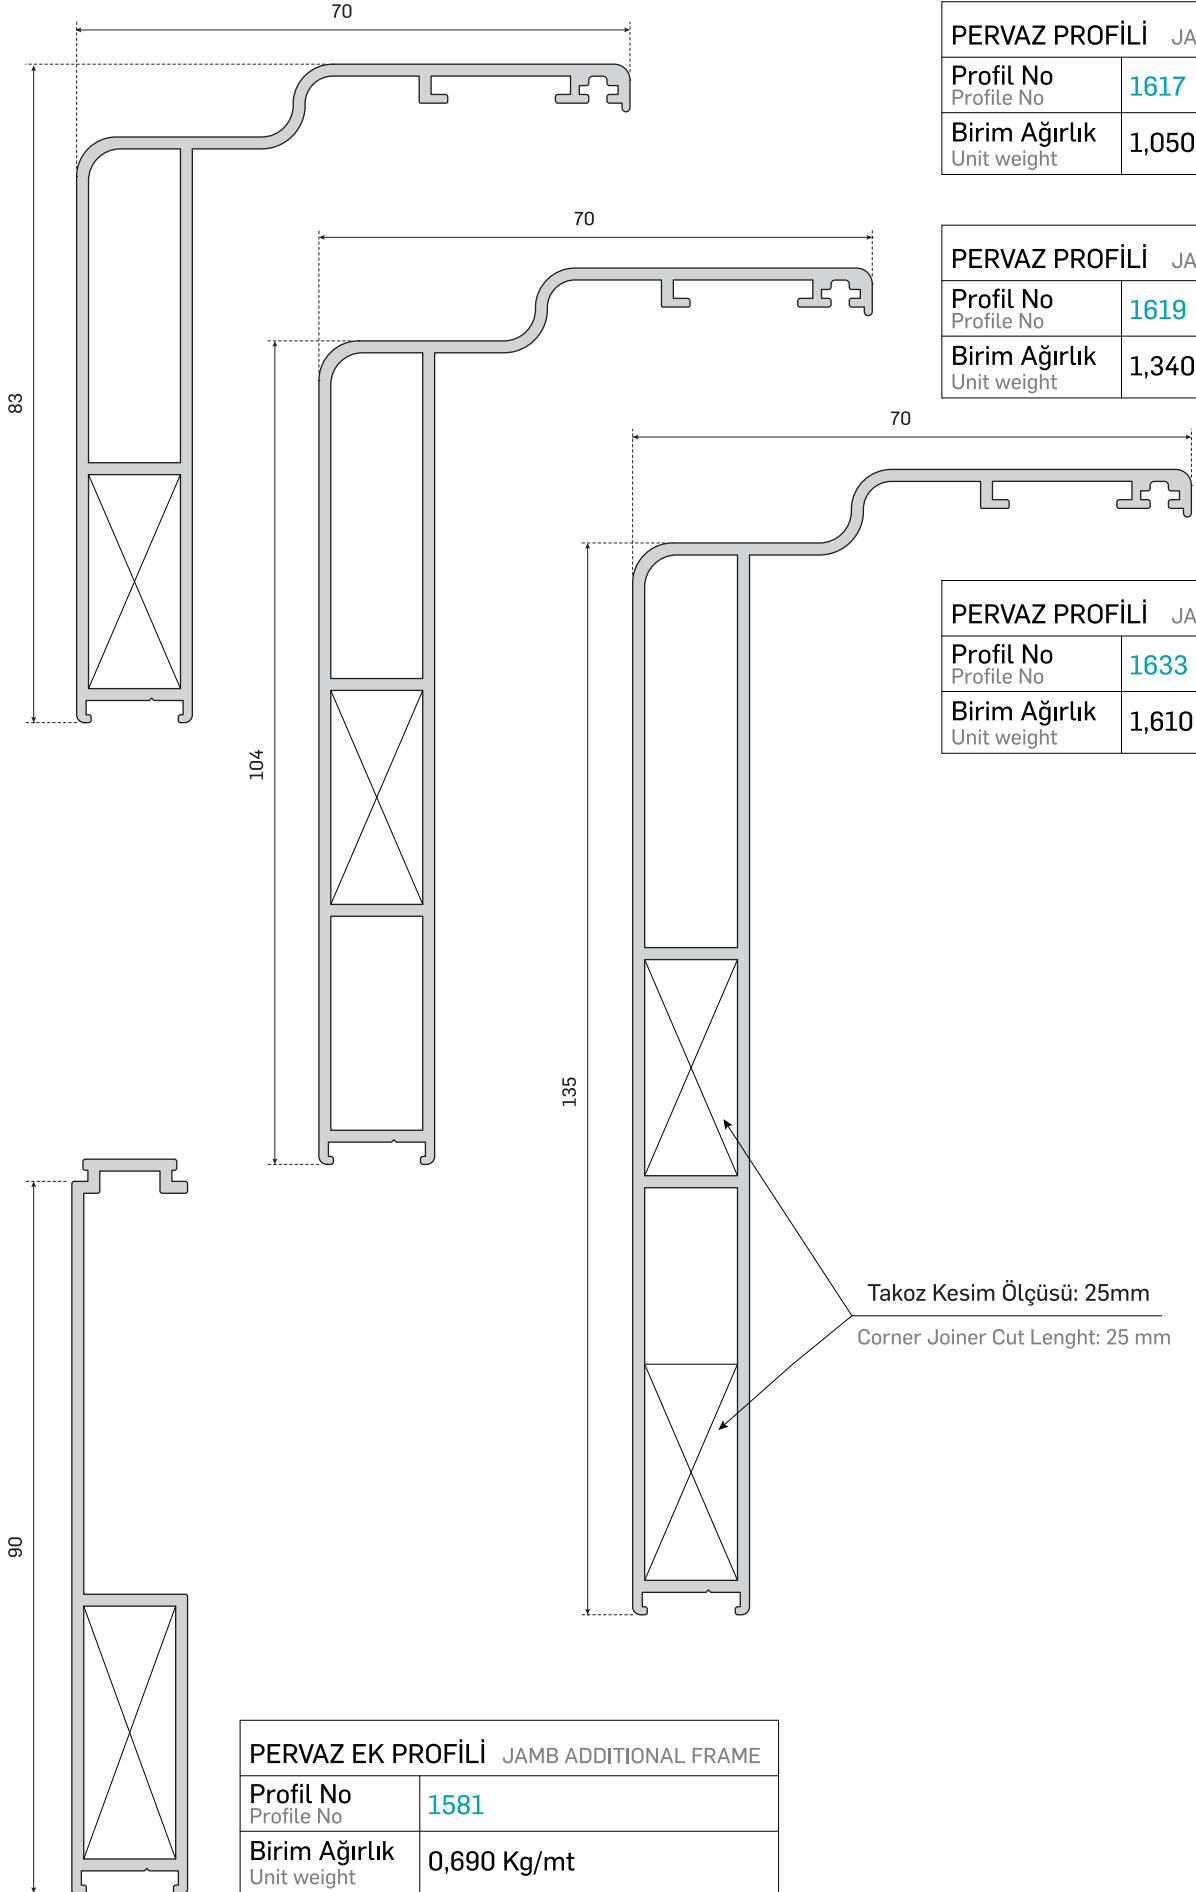 70
PERVAZ PROFİLİ JA
Profil No 1617
Profile No
Birim Ağırlık 1,050
Unit weight
83
70
PERVAZ PROFİLİ JA
Profil No 1619
Profile No
Birim Ağırlık 1,340
Unit weight
104
70
PERVAZ PROFİLİ JA
Profil No 1633
Profile No
Birim Ağırlık 1,610
Unit weight
135
Takoz Kesim Ölçüsü: 25mm
Corner Joiner Cut Lenght: 25 mm
90
PERVAZ EK PROFİLİ JAMB ADDITIONAL FRAME
Profil No 1581
Profile No
Birim Ağırlık 0,690 Kg/mt
Unit weight